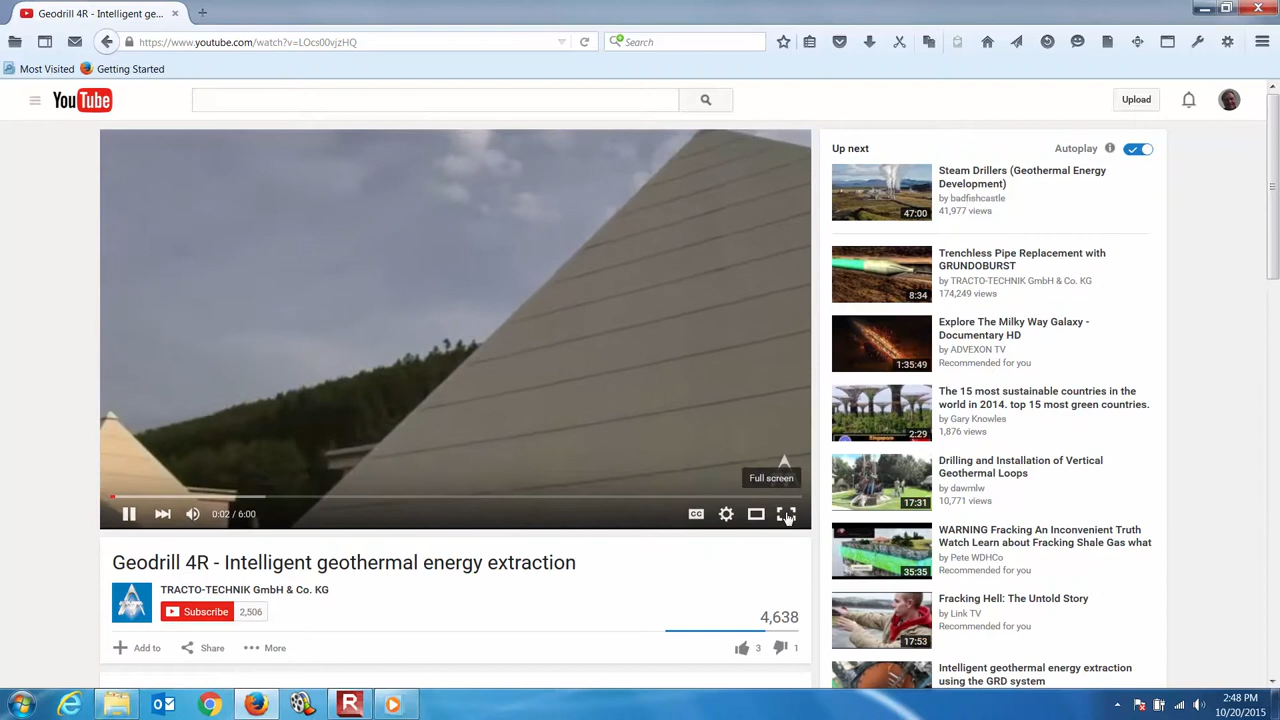 Geodrill 4R - Intelligent ge...
https://www.youtube.com/watch?v=LOcs00vjzHQ
Search
Most Visited
Getting Started
YouTube
Upload
Full screen
0:02 / 6:00
CC
Geodrill 4R - Intelligent geothermal energy extraction
TRACTO-TECHNIK GmbH & Co. KG
Subscribe 2,506
4,638
Add to Share More
3 1
Up next
Autoplay
47:00
Steam Drillers (Geothermal Energy
Development)
by badfishcastle
41,977 views
8:34
Trenchless Pipe Replacement with
GRUNDOBURST
by TRACTO-TECHNIK GmbH & Co. KG
174,249 views
1:35:49
Explore The Milky Way Galaxy -
Documentary HD
by ADVEXON TV
Recommended for you
Singapore
2:29
The 15 most sustainable countries in the
world in 2014. top 15 most green countries.
by Gary Knowles
1,876 views
17:31
Drilling and Installation of Vertical
Geothermal Loops
by dawmlw
10,771 views
35:35
WARNING Fracking An Inconvenient Truth
Watch Learn about Fracking Shale Gas what
by Pete WDHCo
Recommended for you
17:53
Fracking Hell: The Untold Story
by Link TV
Recommended for you
Intelligent geothermal energy extraction
using the GRD system
2:48 PM
10/20/2015